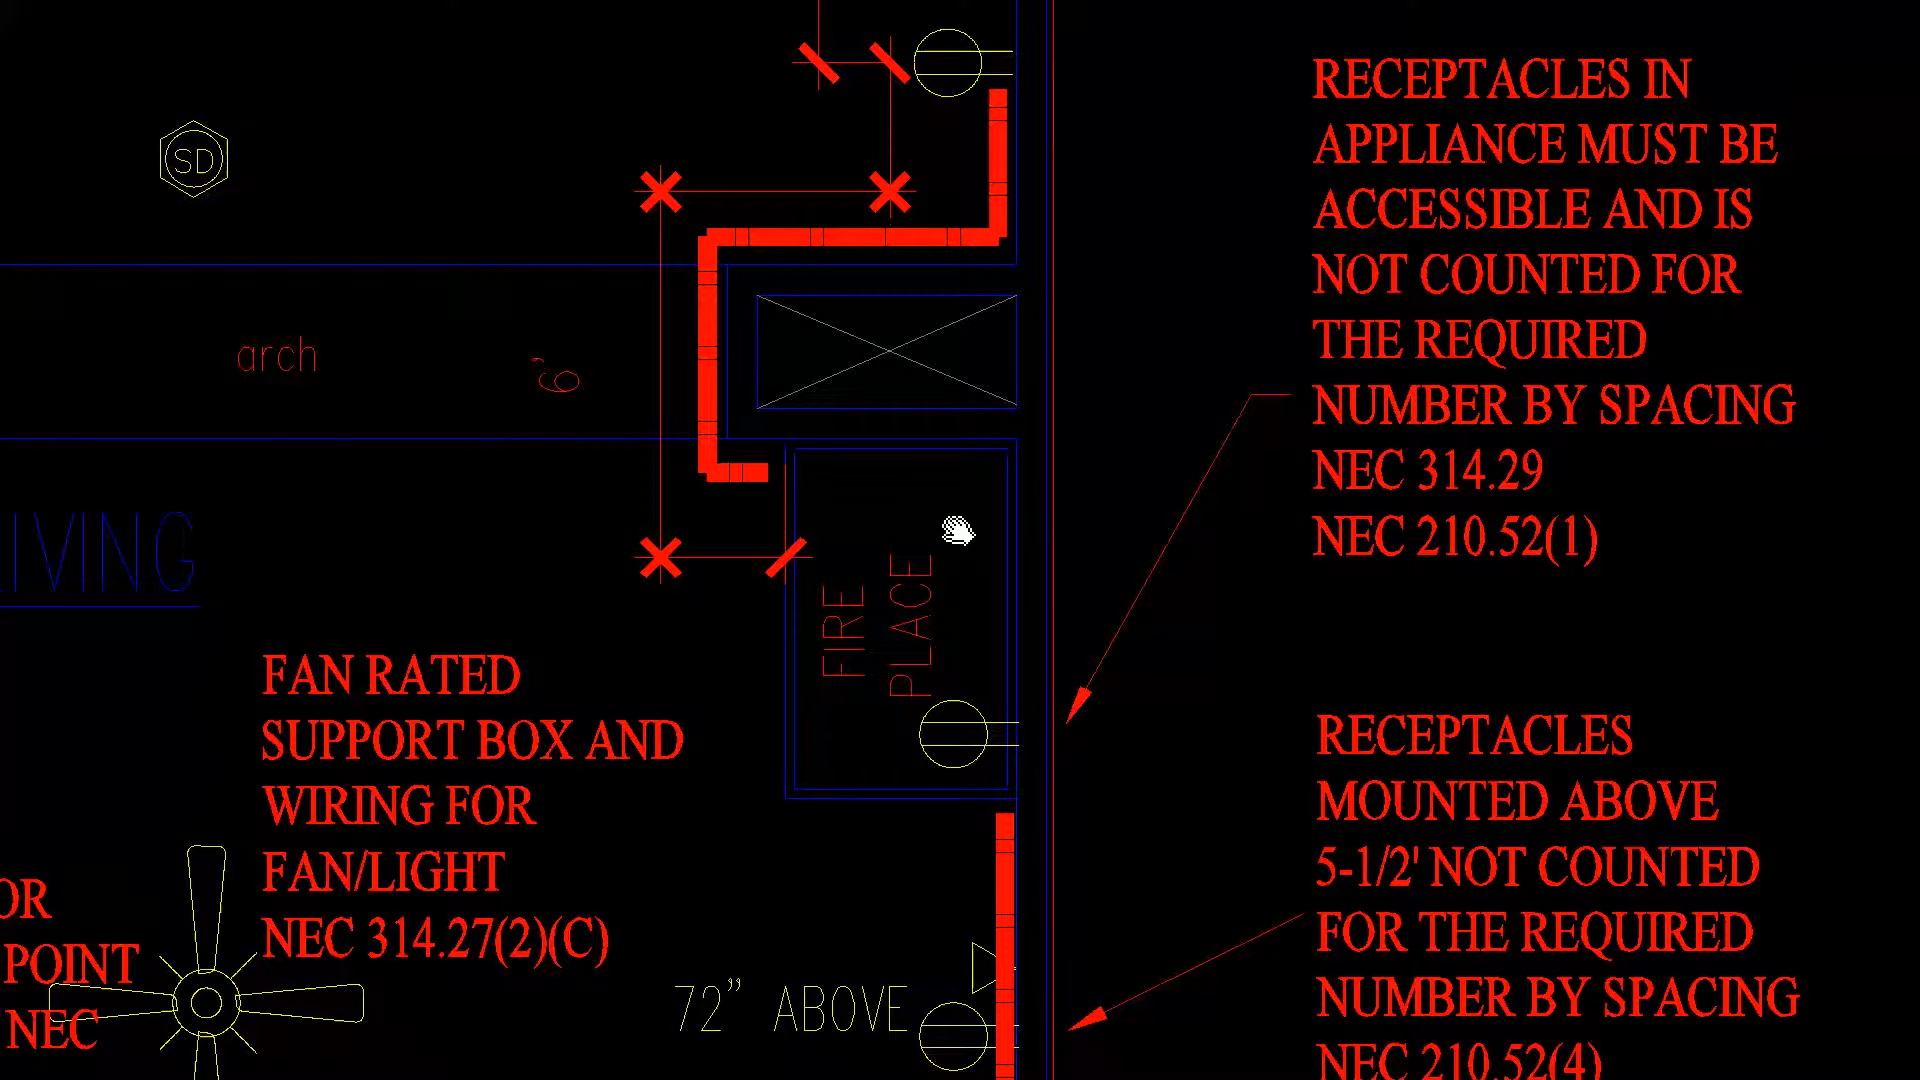 RECEPTACLES IN
APPLIANCE MUST BE
ACCESSIBLE AND IS
NOT COUNTED FOR
THE REQUIRED
NUMBER BY SPACING
NEC 314.29
NEC 210.52(1)
SD
arch
6'
IVING
FIRE
PLACE
FAN RATED
SUPPORT BOX AND
WIRING FOR
FAN/LIGHT
NEC 314.27(2)(C)
OR
POINT
NEC
72" ABOVE
RECEPTACLES
MOUNTED ABOVE
5-1/2' NOT COUNTED
FOR THE REQUIRED
NUMBER BY SPACING
NEC 210.52(4)